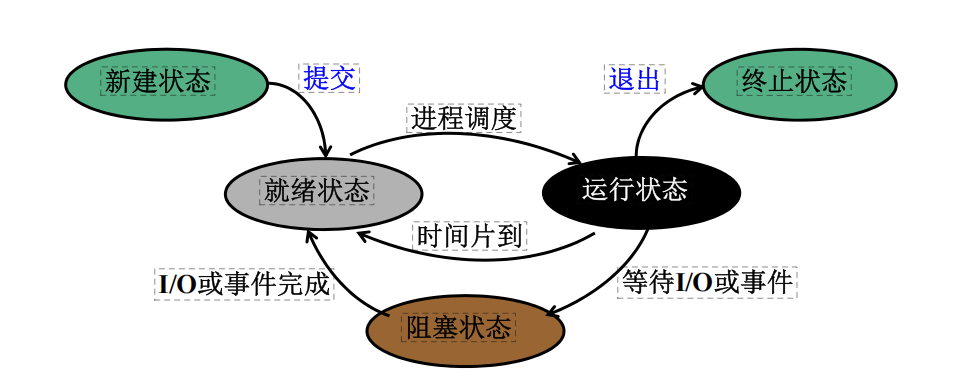 新建状态
提交
退出
终止状态
进程调度
就绪状态
运行状态
时间片到
I/O或事件完成
等待I/O或事件
阻塞状态